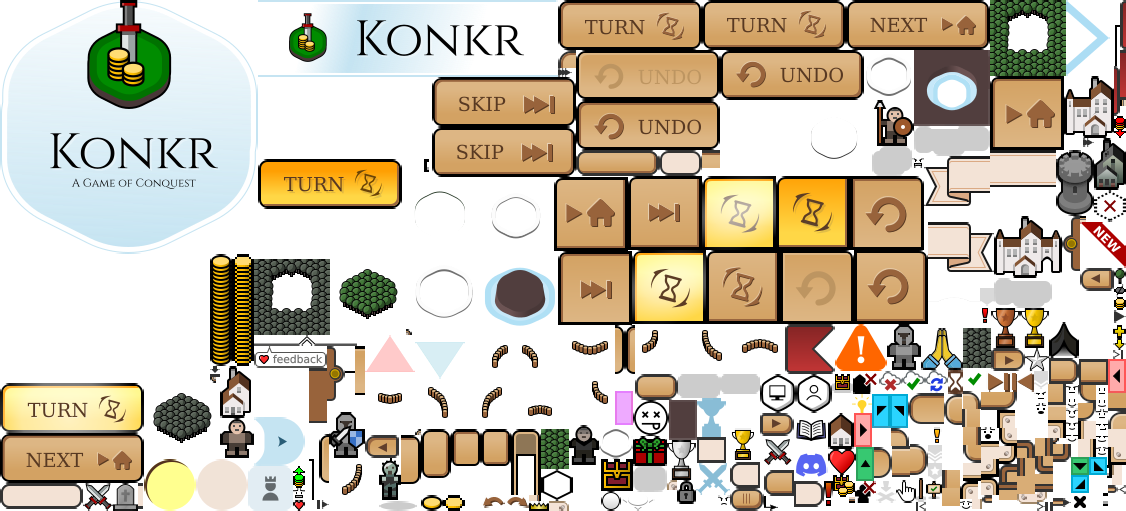 KONKR
TURN
TURN
NEXT
UNDO
UNDO
SKIP
UNDO
KONKR
A GAME OF CONQUEST
SKIP
TURN
NEW
feedback
TURN
NEXT